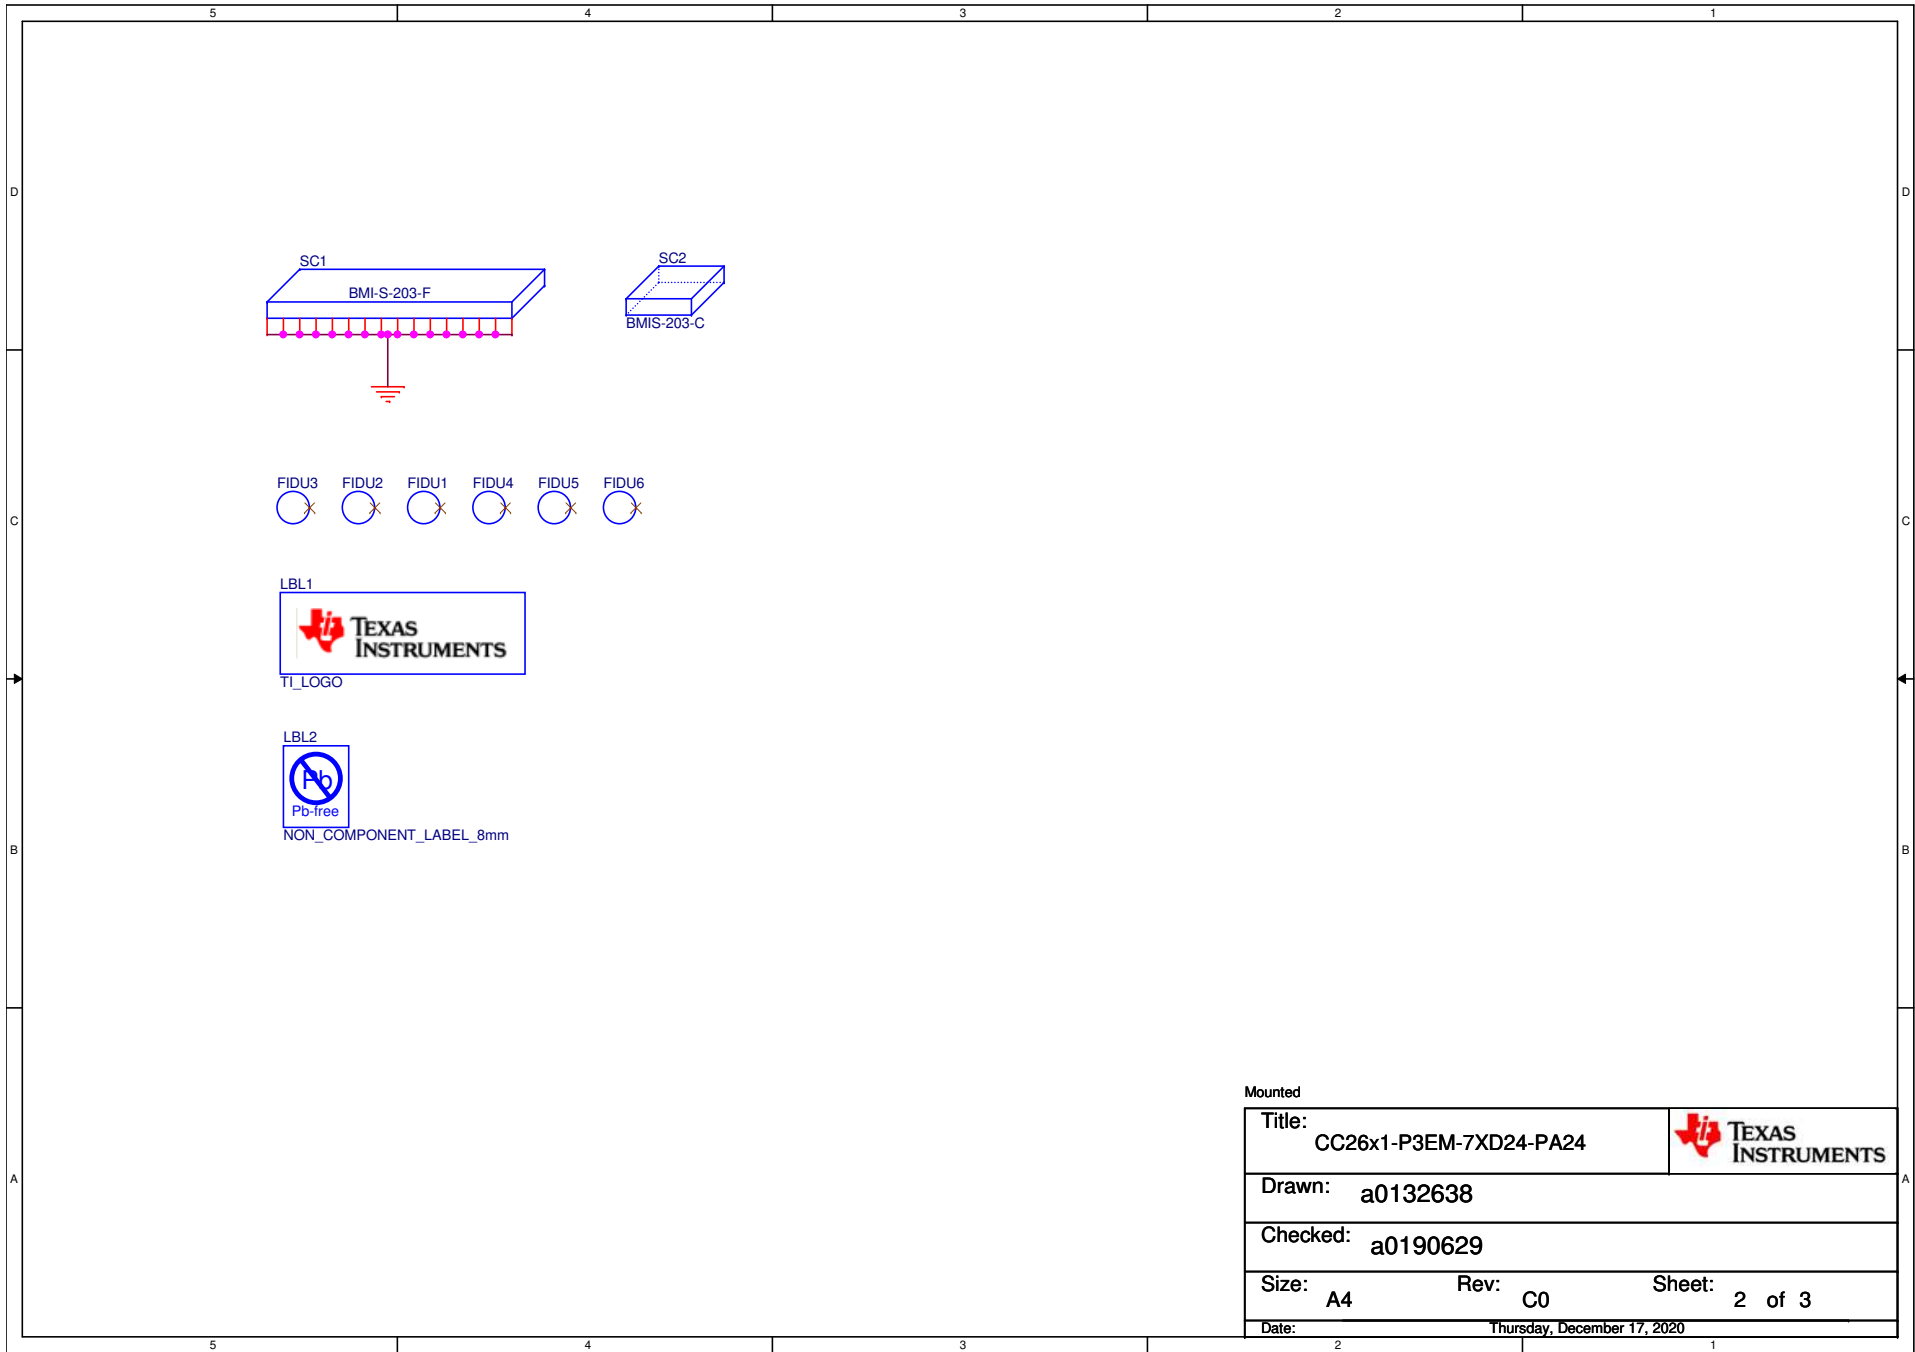 5 4 3 2 1
D D
SC1 SC2
BMI-S-203-F
BMIS-203-C
FIDU3 FIDU2 FIDU1 FIDU4 FIDU5 FIDU6
C C
LBL1
TEXAS
INSTRUMENTS
TI_LOGO
LBL2
Pb
Pb-free
NON_COMPONENT_LABEL_8mm
B B
Mounted
Title:
CC26x1-P3EM-7XD24-PA24
TEXAS
INSTRUMENTS
A A
Drawn: a0132638
Checked: a0190629
Size: A4 Rev: C0 Sheet: 2 of 3
Date: Thursday, December 17, 2020
5 4 3 2 1